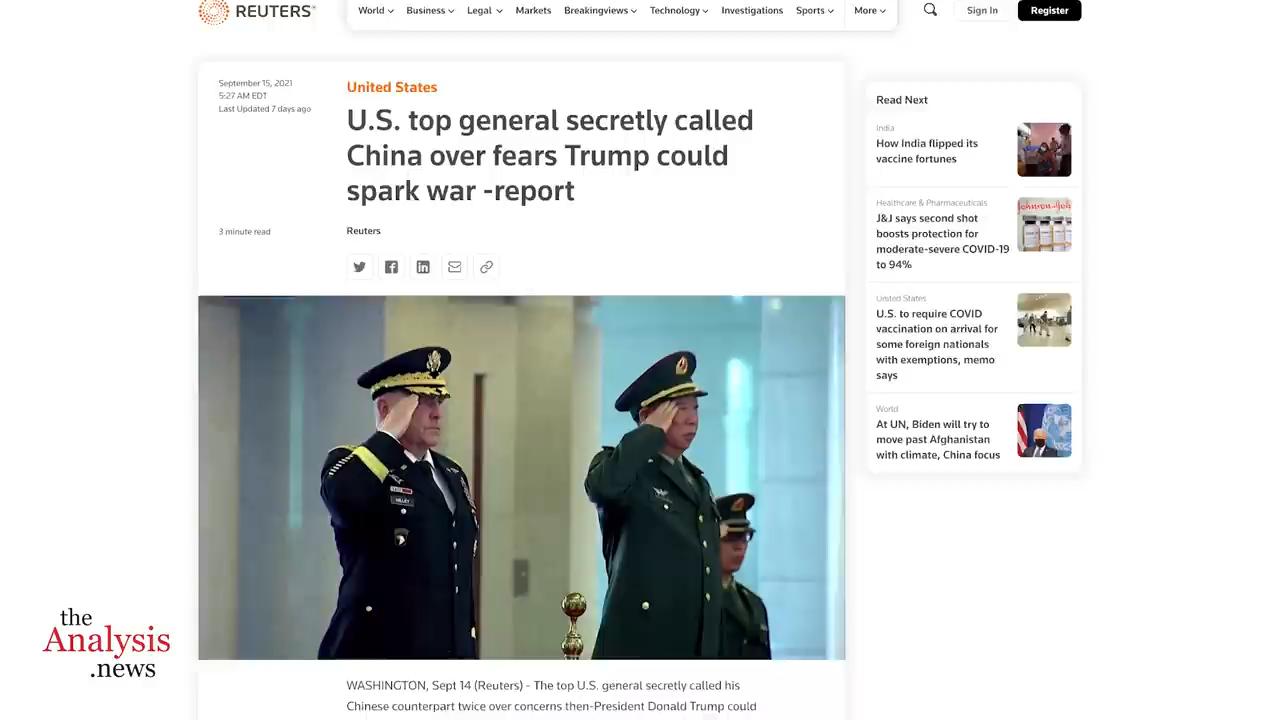 REUTERS
World
Business
Legal
Markets
Breakingviews
Technology
Investigations
Sports
More
Sign In
Register
September 15, 2021
5:27 AM EDT
Last Updated 7 days ago
United States
U.S. top general secretly called
China over fears Trump could
spark war -report
3 minute read
Reuters
MILLEY
WASHINGTON, Sept 14 (Reuters) - The top U.S. general secretly called his
Chinese counterpart twice over concerns then-President Donald Trump could
Read Next
India
How India flipped its
vaccine fortunes
Healthcare & Pharmaceuticals
J&J says second shot
boosts protection for
moderate-severe COVID-19
to 94%
United States
U.S. to require COVID
vaccination on arrival for
some foreign nationals
with exemptions, memo
says
World
At UN, Biden will try to
move past Afghanistan
with climate, China focus
the
Analysis
.news